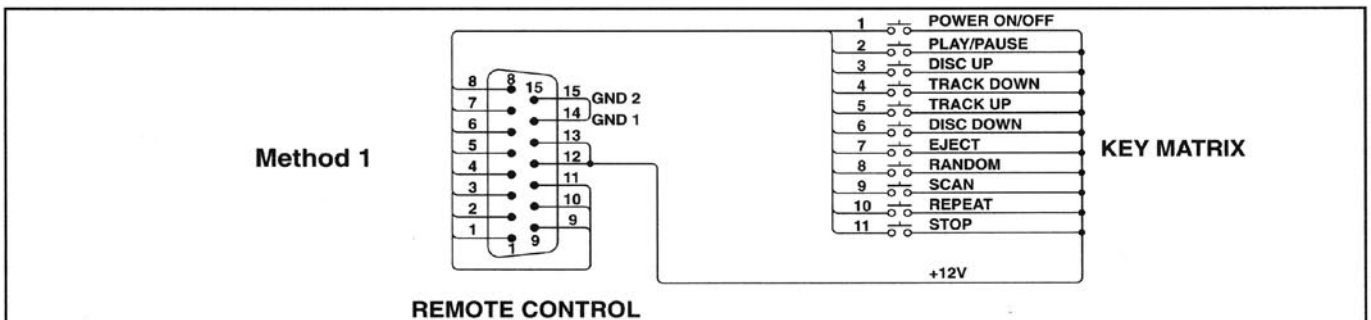 Method 1
8
7
6
5
4
3
2
1
8
15
1
9
15 GND 2
14 GND 1
13
12
11
10
9
REMOTE CONTROL
1 POWER ON/OFF
2 PLAY/PAUSE
3 DISC UP
4 TRACK DOWN
5 TRACK UP
6 DISC DOWN
7 EJECT
8 RANDOM
9 SCAN
10 REPEAT
11 STOP
+12V
KEY MATRIX